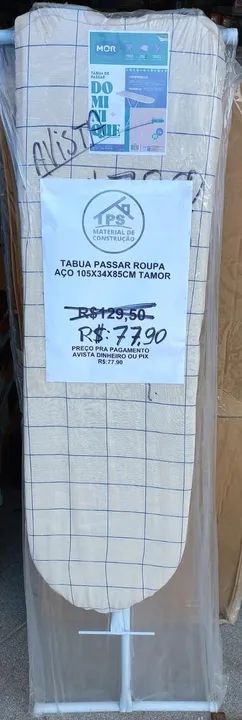 MOR
TABUA DE
PASSAR
DO
MI
NI
QUE
AVISTA
TPS
MATERIAL DE
CONSTRUÇÃO
TABUA PASSAR ROUPA
AÇO 105X34X85CM TAMOR
R$129,50
R$:77.90
PREÇO PRA PAGAMENTO
AVISTA DINHEIRO OU PIX
R$:77.90